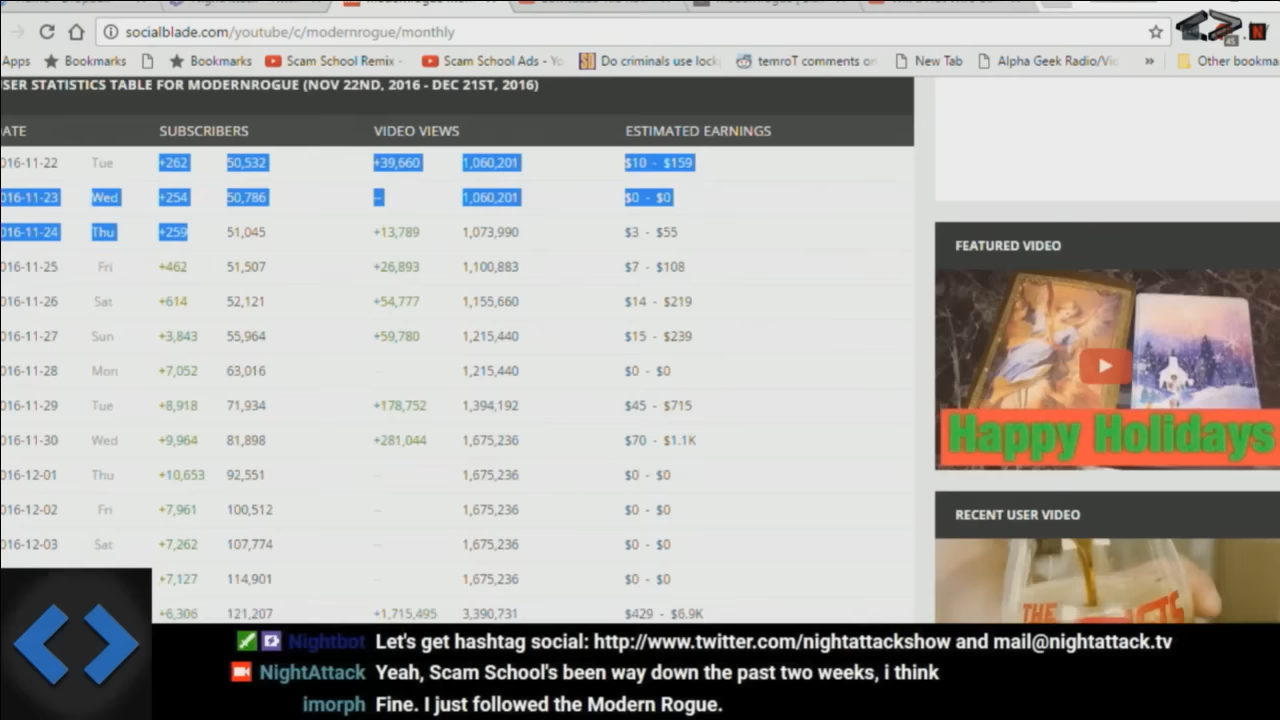 socialblade.com/youtube/c/modernrogue/monthly
Apps Bookmarks Bookmarks Scam School Remix - Scam School Ads - Yo Do criminals use lock temroT comments on New Tab Alpha Geek Radio/Vi » Other bookma
SER STATISTICS TABLE FOR MODERNROGUE (NOV 22ND, 2016 - DEC 21ST, 2016)
ATE SUBSCRIBERS VIDEO VIEWS ESTIMATED EARNINGS
016-11-22 Tue +262 50,532 +39,660 1,060,201 $10 - $159
016-11-23 Wed +254 50,786 -- 1,060,201 $0 - $0
016-11-24 Thu +259 51,045 +13,789 1,073,990 $3 - $55
016-11-25 Fri +462 51,507 +26,893 1,100,883 $7 - $108
016-11-26 Sat +614 52,121 +54,777 1,155,660 $14 - $219
016-11-27 Sun +3,843 55,964 +59,780 1,215,440 $15 - $239
016-11-28 Mon +7,052 63,016 -- 1,215,440 $0 - $0
016-11-29 Tue +8,918 71,934 +178,752 1,394,192 $45 - $715
016-11-30 Wed +9,964 81,898 +281,044 1,675,236 $70 - $1.1K
016-12-01 Thu +10,653 92,551 -- 1,675,236 $0 - $0
016-12-02 Fri +7,961 100,512 -- 1,675,236 $0 - $0
016-12-03 Sat +7,262 107,774 -- 1,675,236 $0 - $0
+7,127 114,901 -- 1,675,236 $0 - $0
+6,306 121,207 +1,715,495 3,390,731 $429 - $6.9K
FEATURED VIDEO
Happy Holidays
RECENT USER VIDEO
THE
Nightbot Let's get hashtag social: http://www.twitter.com/nightattackshow and mail@nightattack.tv
NightAttack Yeah, Scam School's been way down the past two weeks, i think
imorph Fine. I just followed the Modern Rogue.